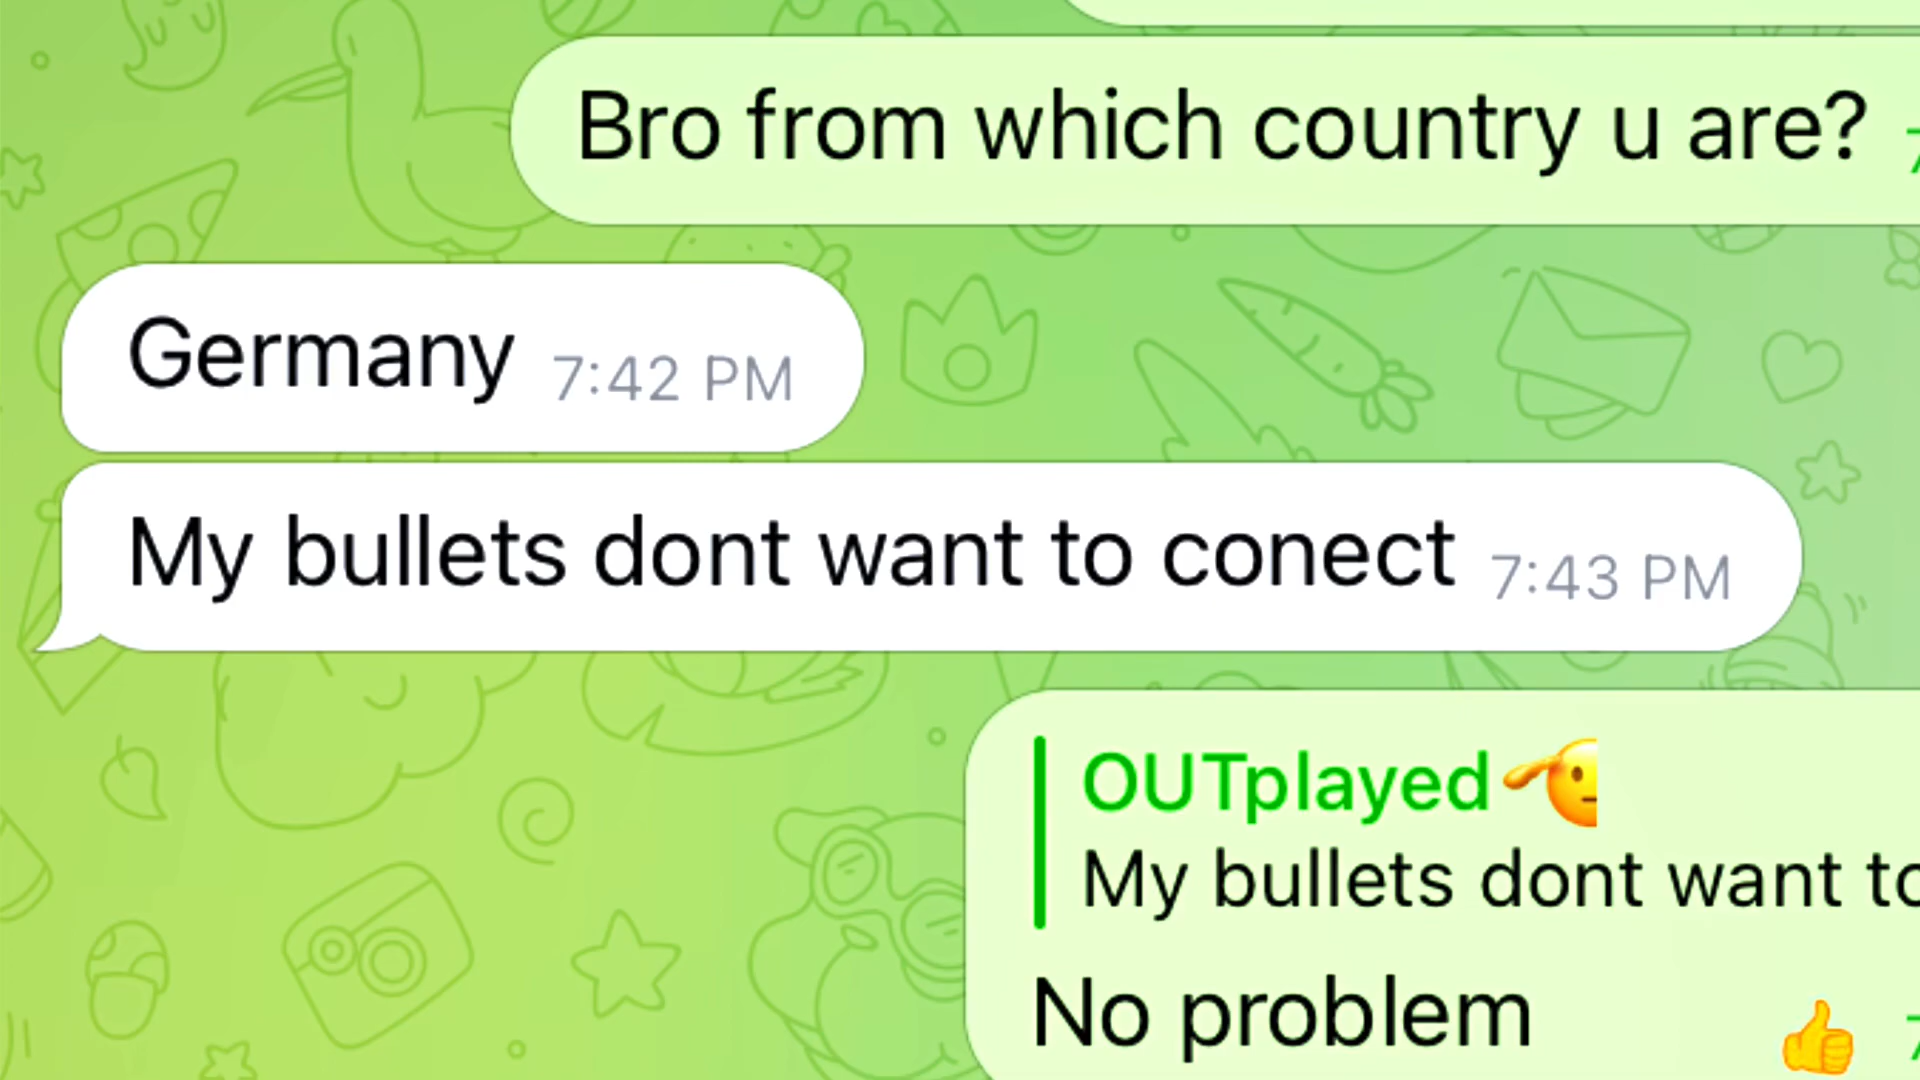 Bro from which country u are?
Germany 7:42 PM
My bullets dont want to conect 7:43 PM
OUTplayed
My bullets dont want to
No problem